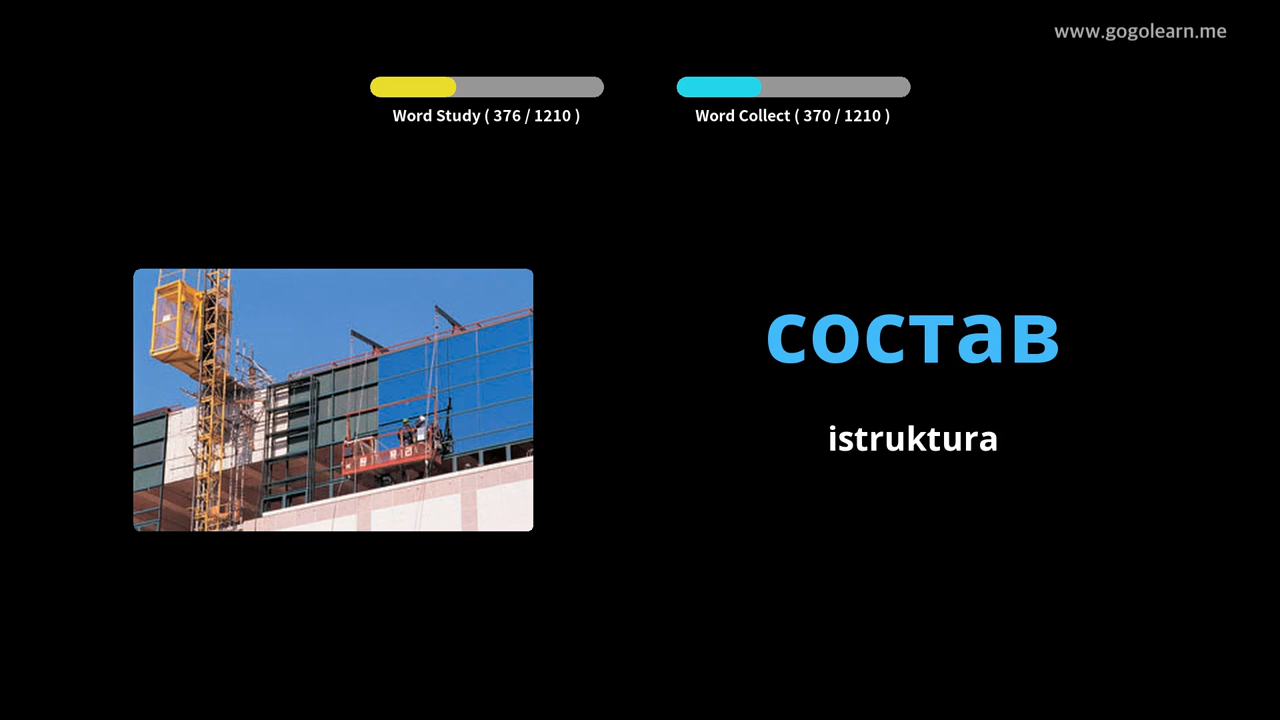 www.gogolearn.me
Word Study ( 376 / 1210 )
Word Collect ( 370 / 1210 )
состав
istruktura